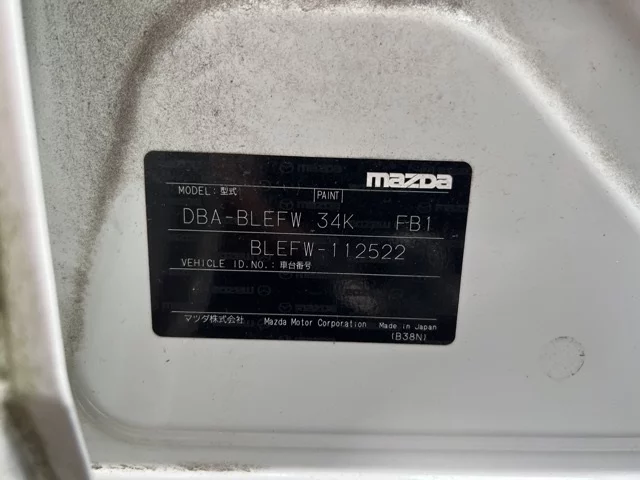 mazda
MODEL: 型式 PAINT
DBA-BLEFW 34K FB1
BLEFW-112522
VEHICLE ID.NO.: 車台番号
マツダ株式会社 Mazda Motor Corporation Made in Japan
(B38N)